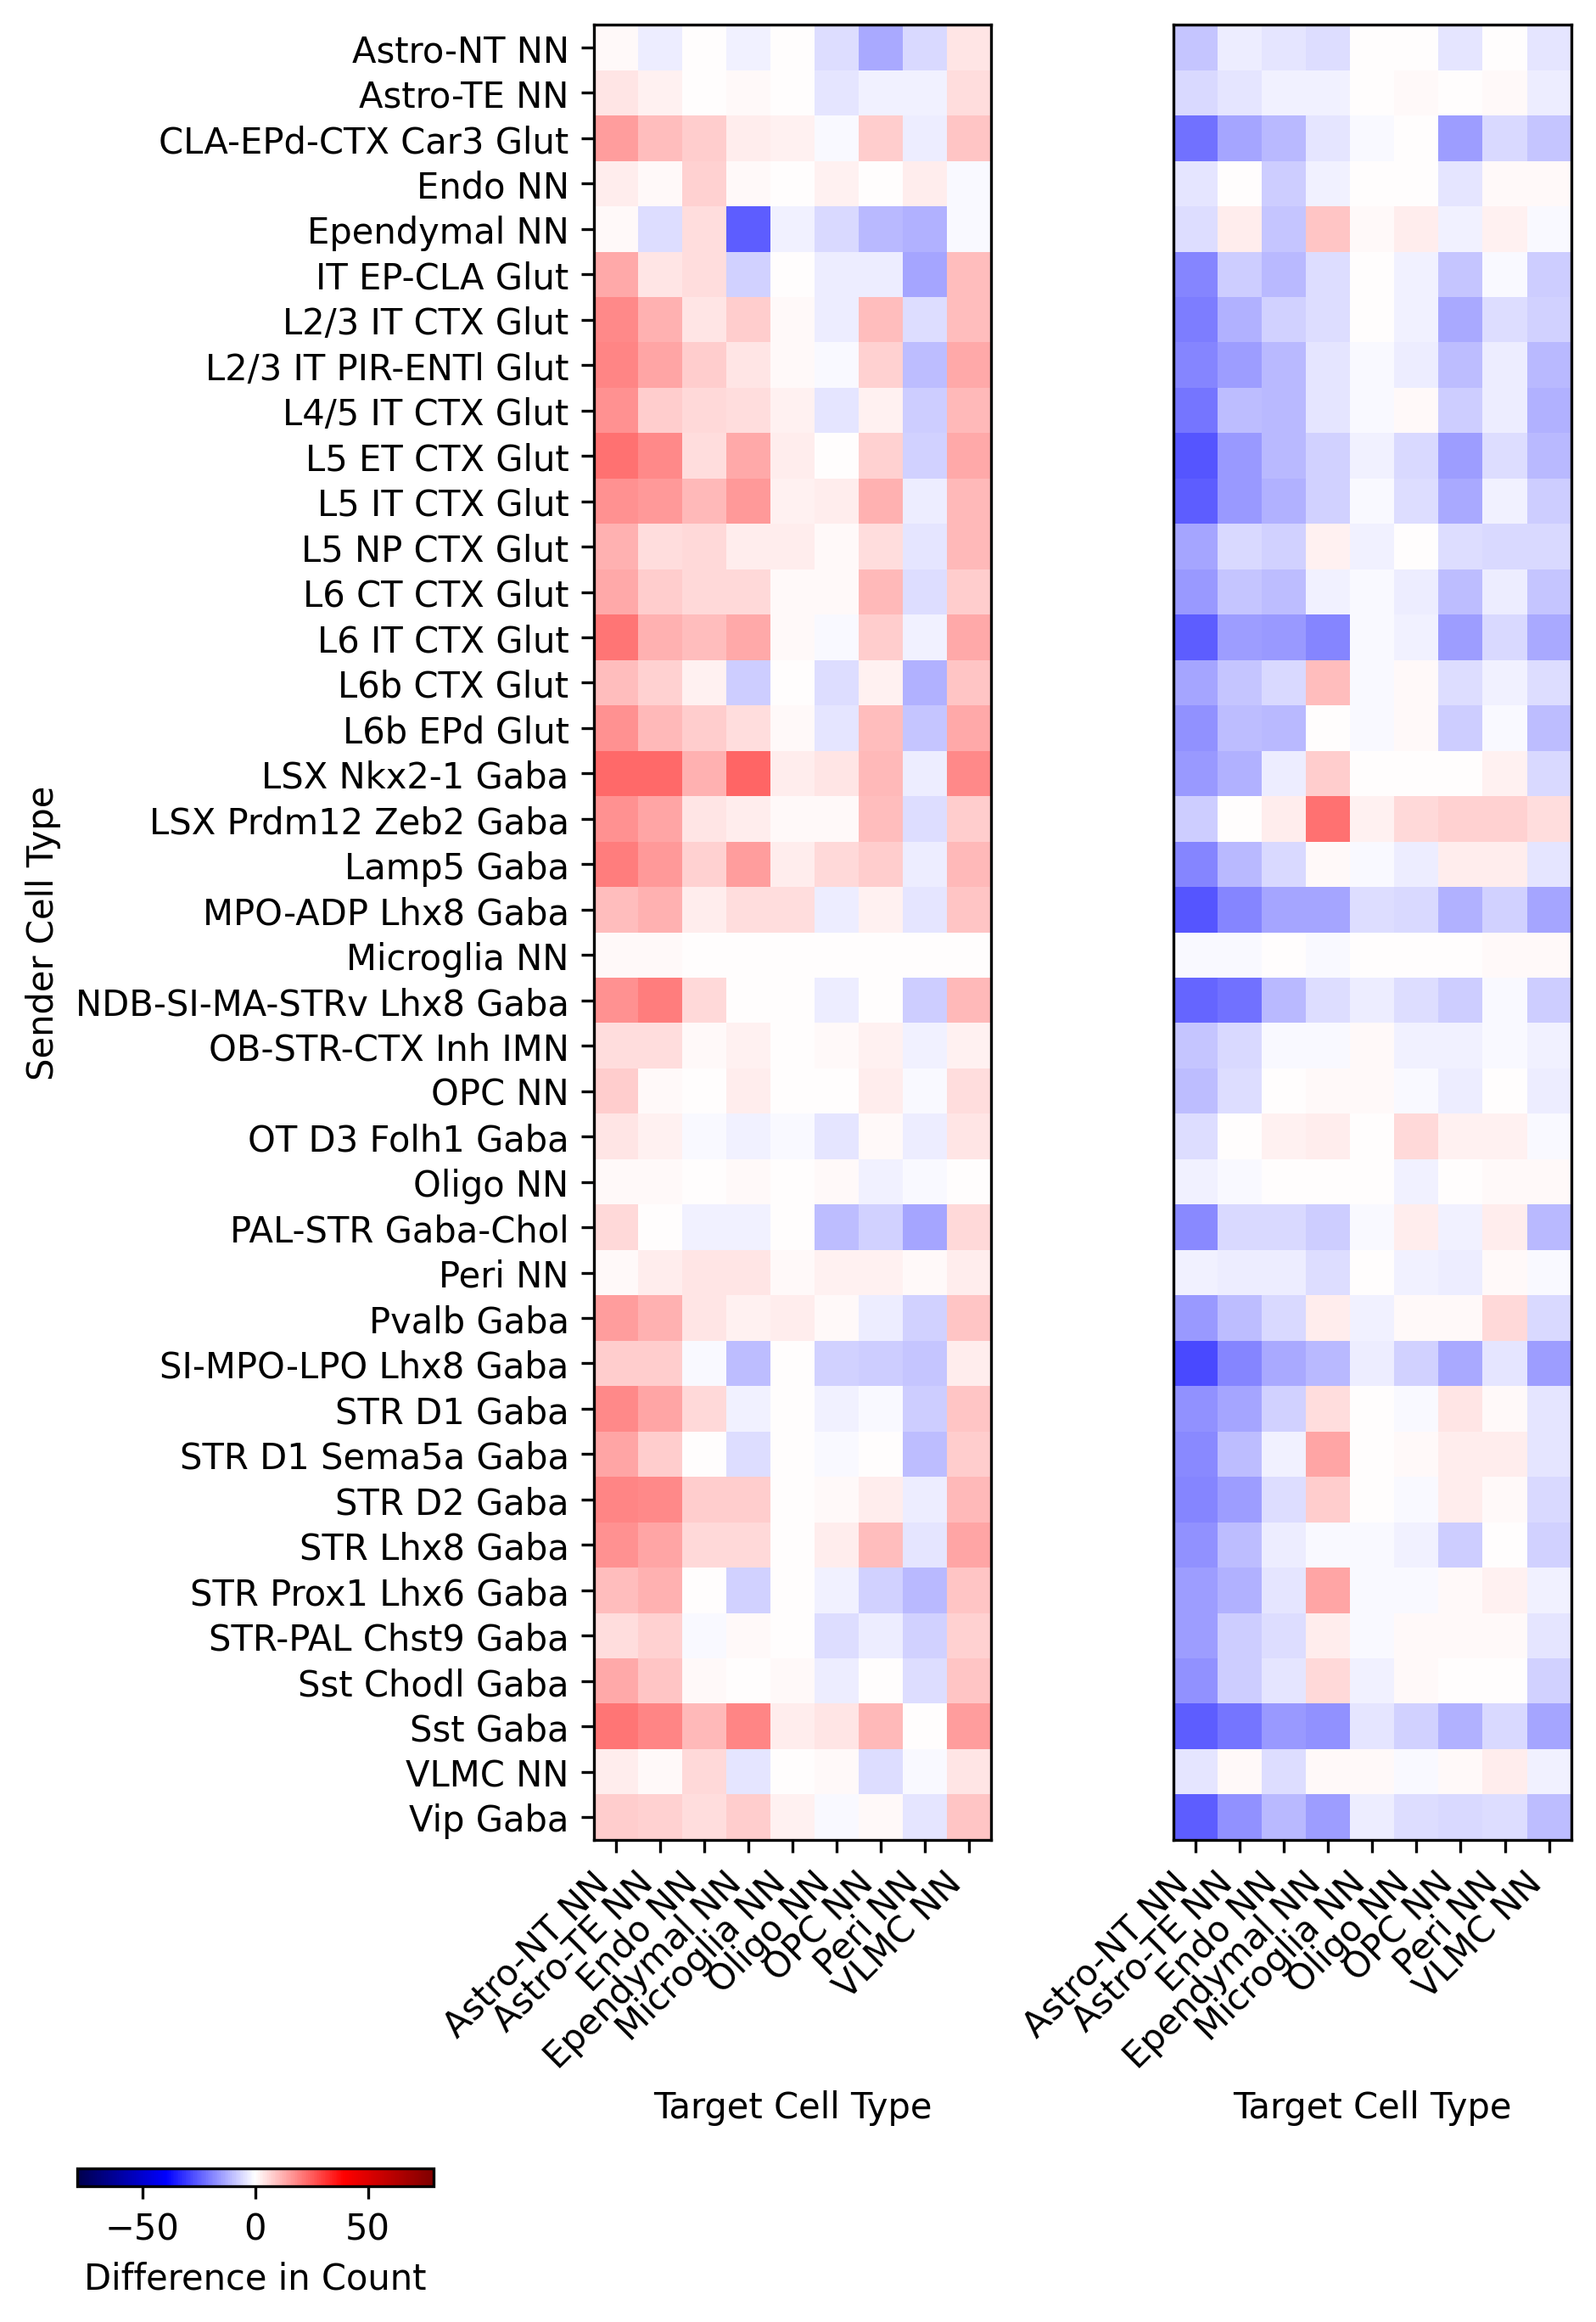 Sender Cell Type
Astro-NT NN
Astro-TE NN
CLA-EPd-CTX Car3 Glut
Endo NN
Ependymal NN
IT EP-CLA Glut
L2/3 IT CTX Glut
L2/3 IT PIR-ENTl Glut
L4/5 IT CTX Glut
L5 ET CTX Glut
L5 IT CTX Glut
L5 NP CTX Glut
L6 CT CTX Glut
L6 IT CTX Glut
L6b CTX Glut
L6b EPd Glut
LSX Nkx2-1 Gaba
LSX Prdm12 Zeb2 Gaba
Lamp5 Gaba
MPO-ADP Lhx8 Gaba
Microglia NN
NDB-SI-MA-STRv Lhx8 Gaba
OB-STR-CTX Inh IMN
OPC NN
OT D3 Folh1 Gaba
Oligo NN
PAL-STR Gaba-Chol
Peri NN
Pvalb Gaba
SI-MPO-LPO Lhx8 Gaba
STR D1 Gaba
STR D1 Sema5a Gaba
STR D2 Gaba
STR Lhx8 Gaba
STR Prox1 Lhx6 Gaba
STR-PAL Chst9 Gaba
Sst Chodl Gaba
Sst Gaba
VLMC NN
Vip Gaba
Astro-NT NN
Astro-TE NN
Endo NN
Ependymal NN
Microglia NN
Oligo NN
OPC NN
Peri NN
VLMC NN
Target Cell Type
Astro-NT NN
Astro-TE NN
Endo NN
Ependymal NN
Microglia NN
Oligo NN
OPC NN
Peri NN
VLMC NN
Target Cell Type
−50 0 50
Difference in Count